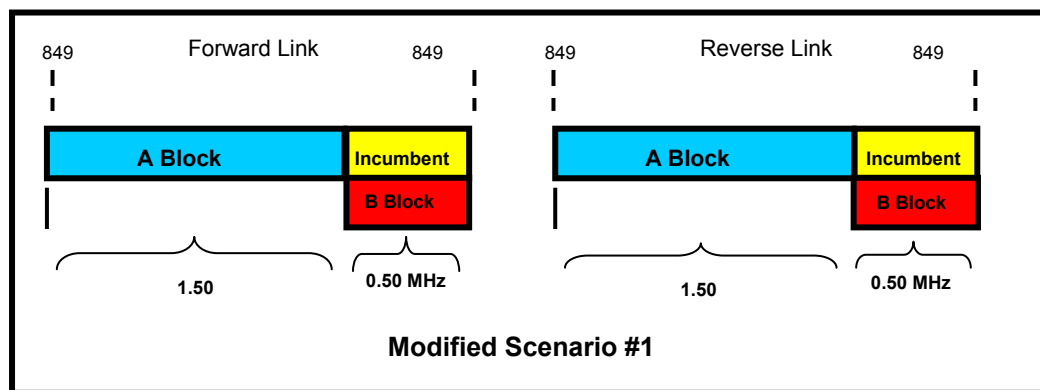 849 Forward Link 849 849 Reverse Link 849
A Block Incumbent A Block Incumbent
B Block B Block
1.50 0.50 MHz 1.50 0.50 MHz
Modified Scenario #1